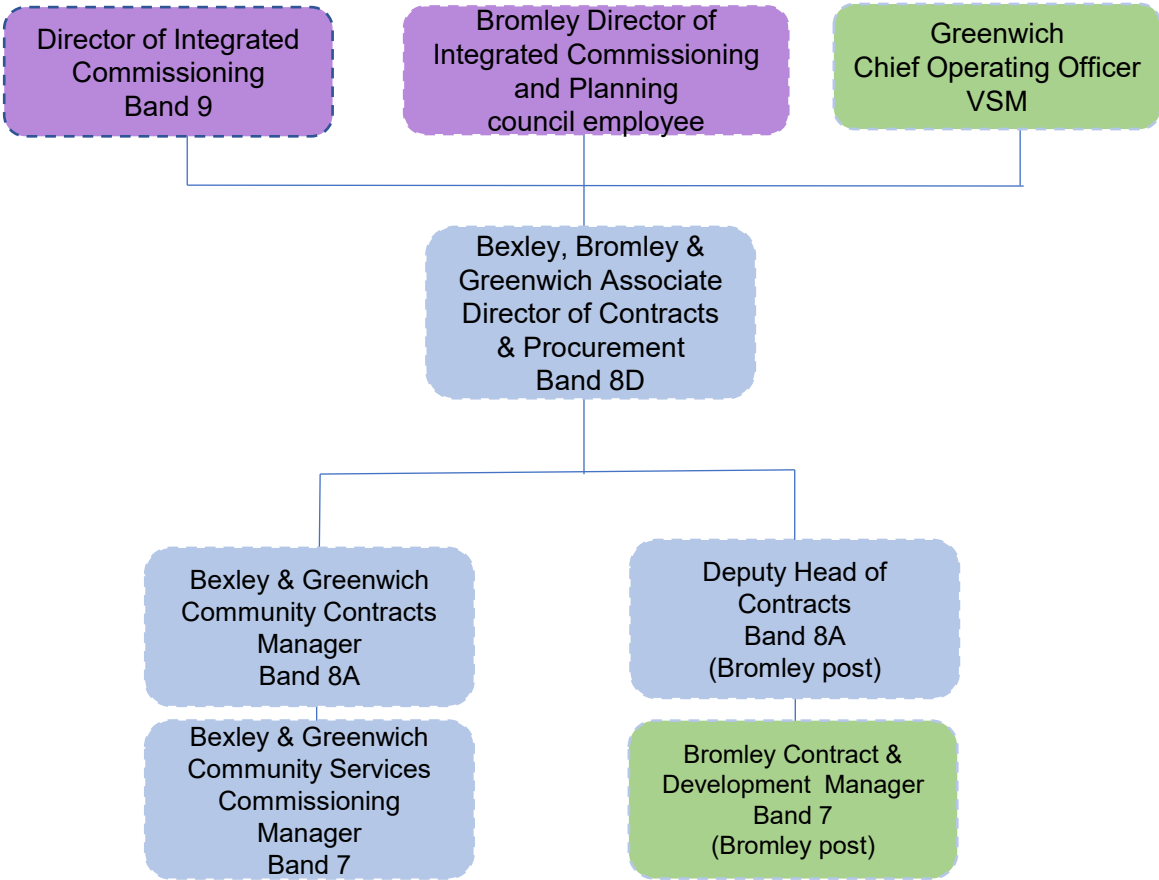 Director of Integrated
Commissioning
Band 9
Bromley Director of
Integrated Commissioning
and Planning
council employee
Greenwich
Chief Operating Officer
VSM
Bexley, Bromley &
Greenwich Associate
Director of Contracts
& Procurement
Band 8D
Bexley & Greenwich
Community Contracts
Manager
Band 8A
Deputy Head of
Contracts
Band 8A
(Bromley post)
Bexley & Greenwich
Community Services
Commissioning
Manager
Band 7
Bromley Contract &
Development Manager
Band 7
(Bromley post)